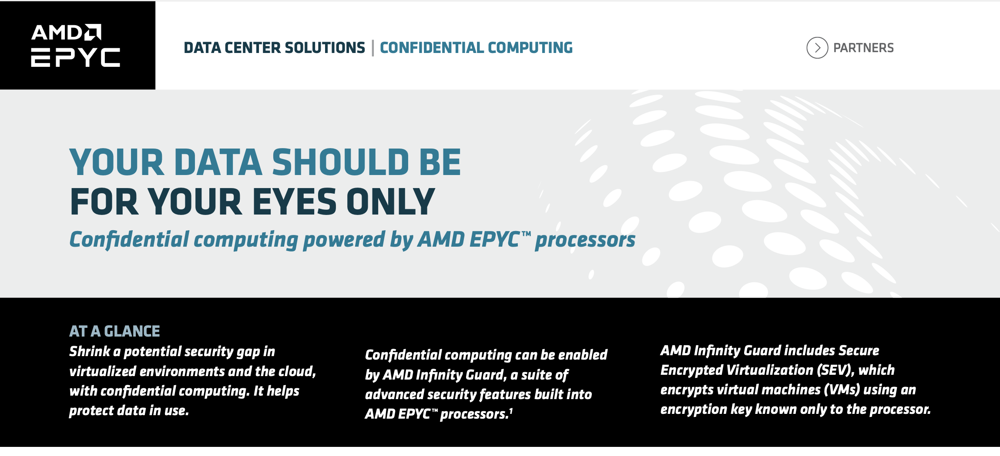 AMD
EPYC
DATA CENTER SOLUTIONS | CONFIDENTIAL COMPUTING
PARTNERS
YOUR DATA SHOULD BE
FOR YOUR EYES ONLY
Confidential computing powered by AMD EPYC™ processors
AT A GLANCE
Shrink a potential security gap in
virtualized environments and the cloud,
with confidential computing. It helps
protect data in use.
Confidential computing can be enabled
by AMD Infinity Guard, a suite of
advanced security features built into
AMD EPYC™ processors.¹
AMD Infinity Guard includes Secure
Encrypted Virtualization (SEV), which
encrypts virtual machines (VMs) using an
encryption key known only to the processor.